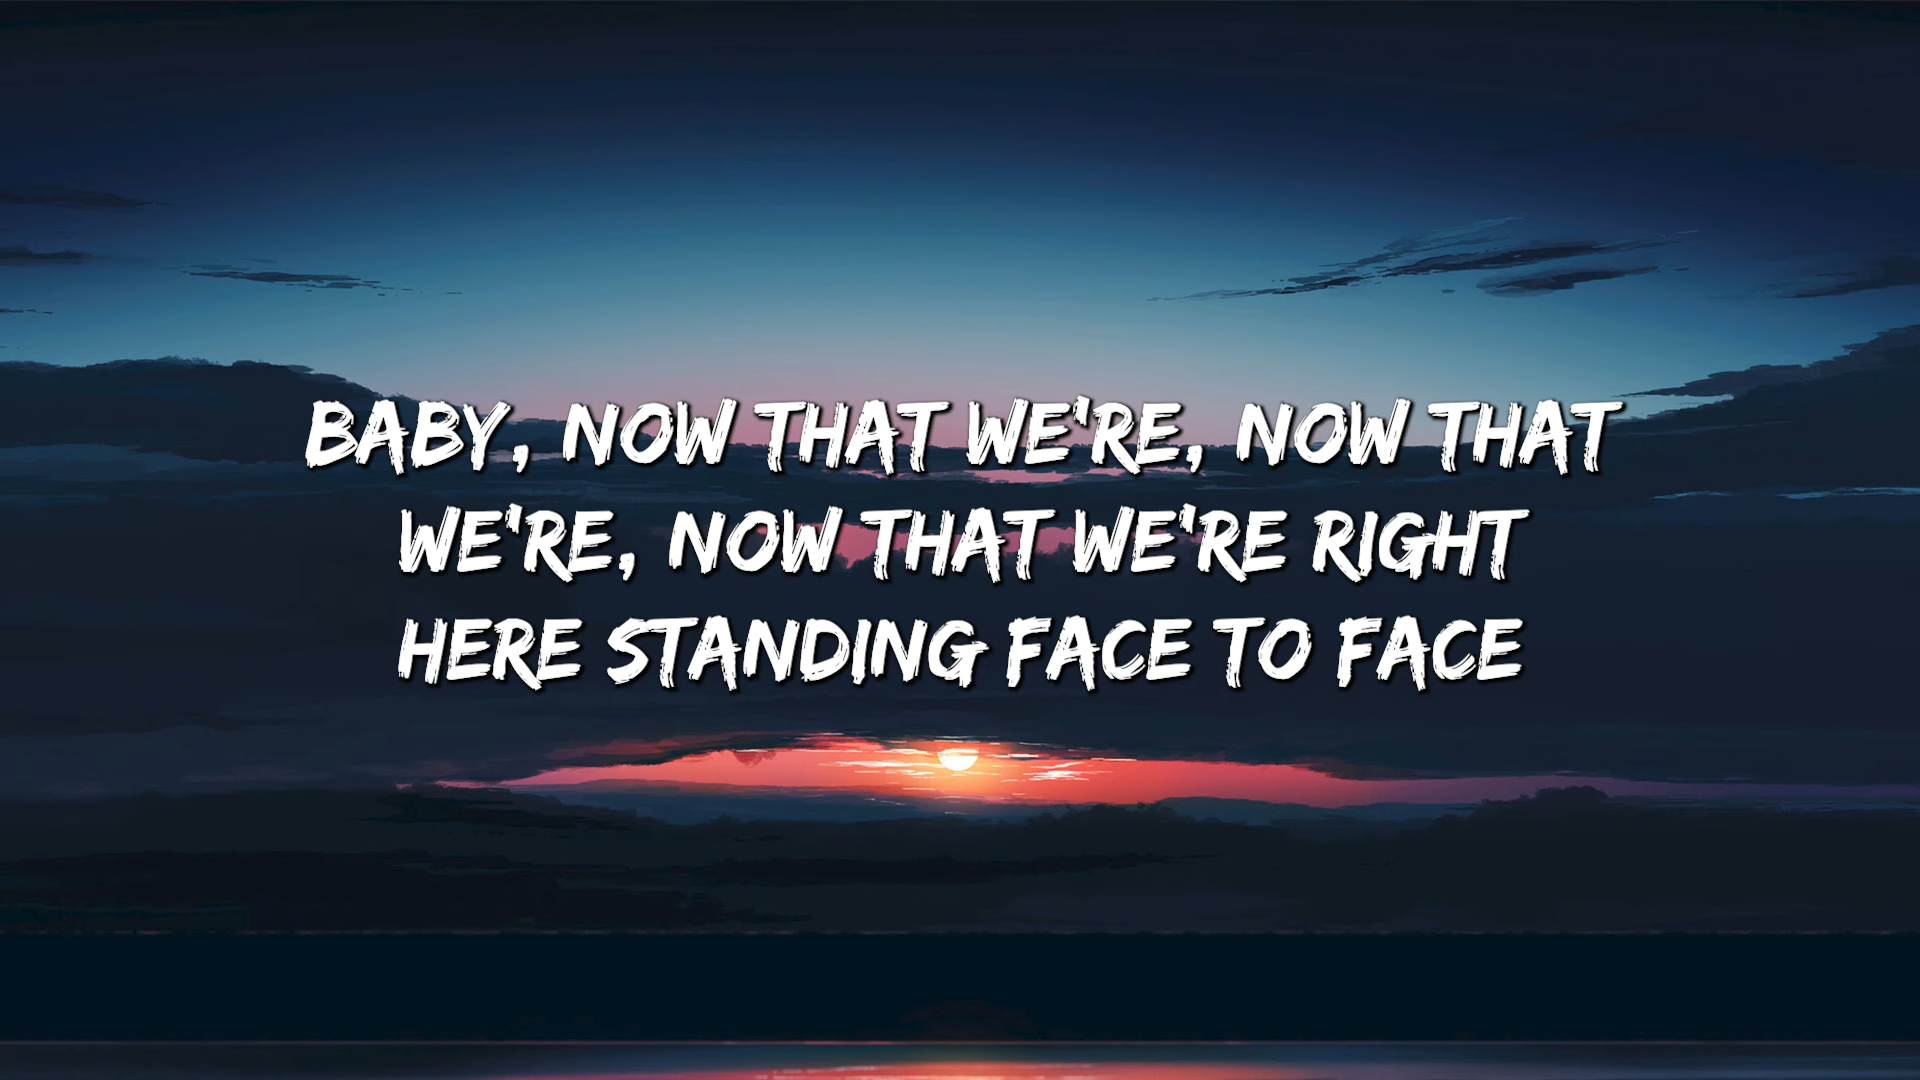 BABY, NOW THAT WE'RE, NOW THAT
WE'RE, NOW THAT WE'RE RIGHT
HERE STANDING FACE TO FACE